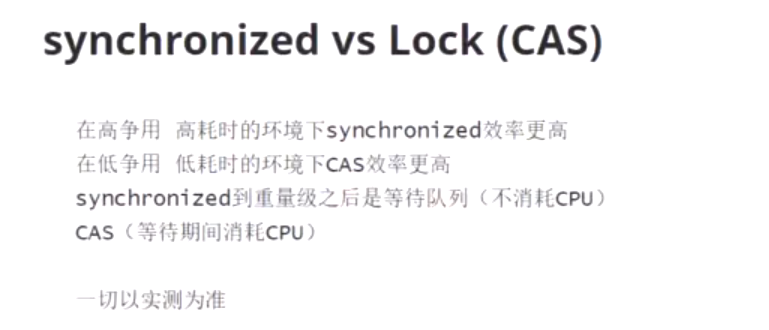 synchronized vs Lock (CAS)
在高争用 高耗时的环境下synchronized效率更高
在低争用 低耗时的环境下CAS效率更高
synchronized到重量级之后是等待队列（不消耗CPU）
CAS（等待期间消耗CPU）
一切以实测为准